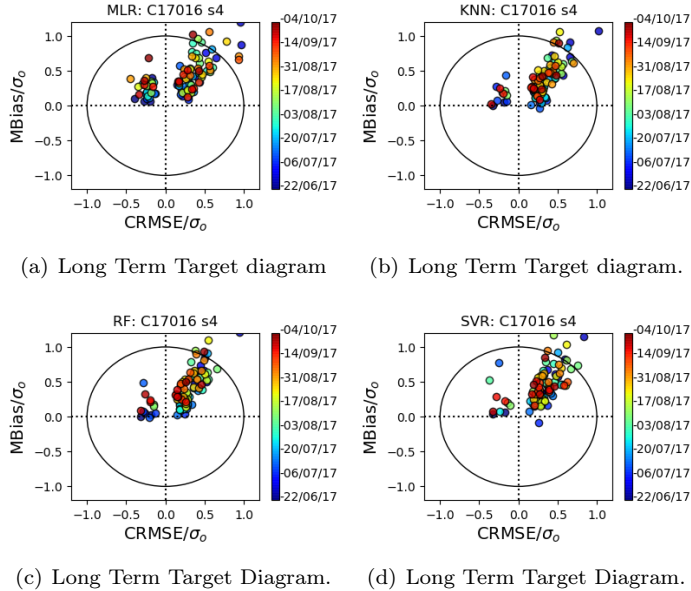 MLR: C17016 s4
1.0
0.5
0.0
−0.5
−1.0
MBias/σo
−1.0 −0.5 0.0 0.5 1.0
CRMSE/σo
-04/10/17
-14/09/17
-31/08/17
-17/08/17
-03/08/17
-20/07/17
-06/07/17
-22/06/17
(a) Long Term Target diagram
KNN: C17016 s4
1.0
0.5
0.0
−0.5
−1.0
MBias/σo
−1.0 −0.5 0.0 0.5 1.0
CRMSE/σo
-04/10/17
-14/09/17
-31/08/17
-17/08/17
-03/08/17
-20/07/17
-06/07/17
-22/06/17
(b) Long Term Target diagram.
RF: C17016 s4
1.0
0.5
0.0
−0.5
−1.0
MBias/σo
−1.0 −0.5 0.0 0.5 1.0
CRMSE/σo
-04/10/17
-14/09/17
-31/08/17
-17/08/17
-03/08/17
-20/07/17
-06/07/17
-22/06/17
(c) Long Term Target Diagram.
SVR: C17016 s4
1.0
0.5
0.0
−0.5
−1.0
MBias/σo
−1.0 −0.5 0.0 0.5 1.0
CRMSE/σo
-04/10/17
-14/09/17
-31/08/17
-17/08/17
-03/08/17
-20/07/17
-06/07/17
-22/06/17
(d) Long Term Target Diagram.